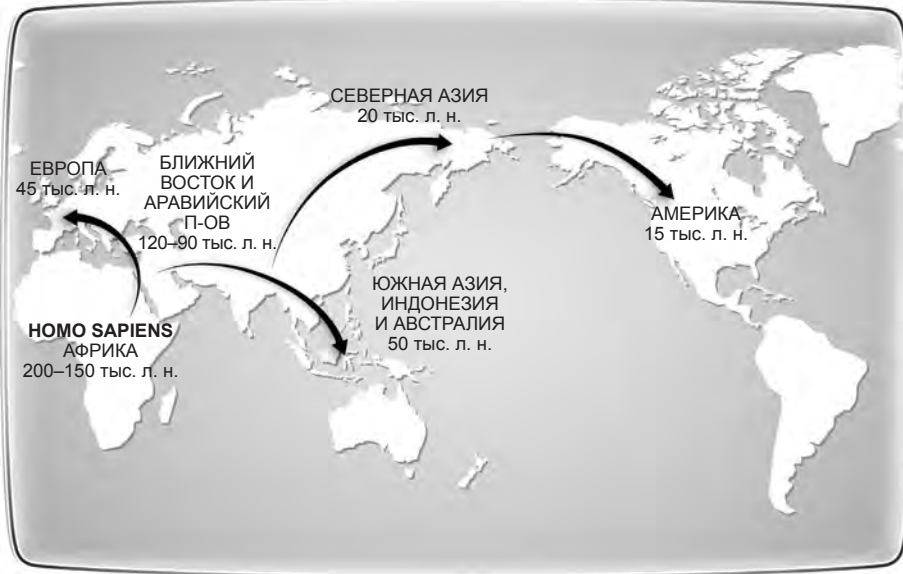 СЕВЕРНАЯ АЗИЯ
20 тыс. л. н.
ЕВРОПА
45 тыс. л. н.
БЛИЖНИЙ
ВОСТОК И
АРАВИЙСКИЙ
П-ОВ
120–90 тыс. л. н.
АМЕРИКА
15 тыс. л. н.
ЮЖНАЯ АЗИЯ,
ИНДОНЕЗИЯ
И АВСТРАЛИЯ
50 тыс. л. н.
HOMO SAPIENS
АФРИКА
200–150 тыс. л. н.